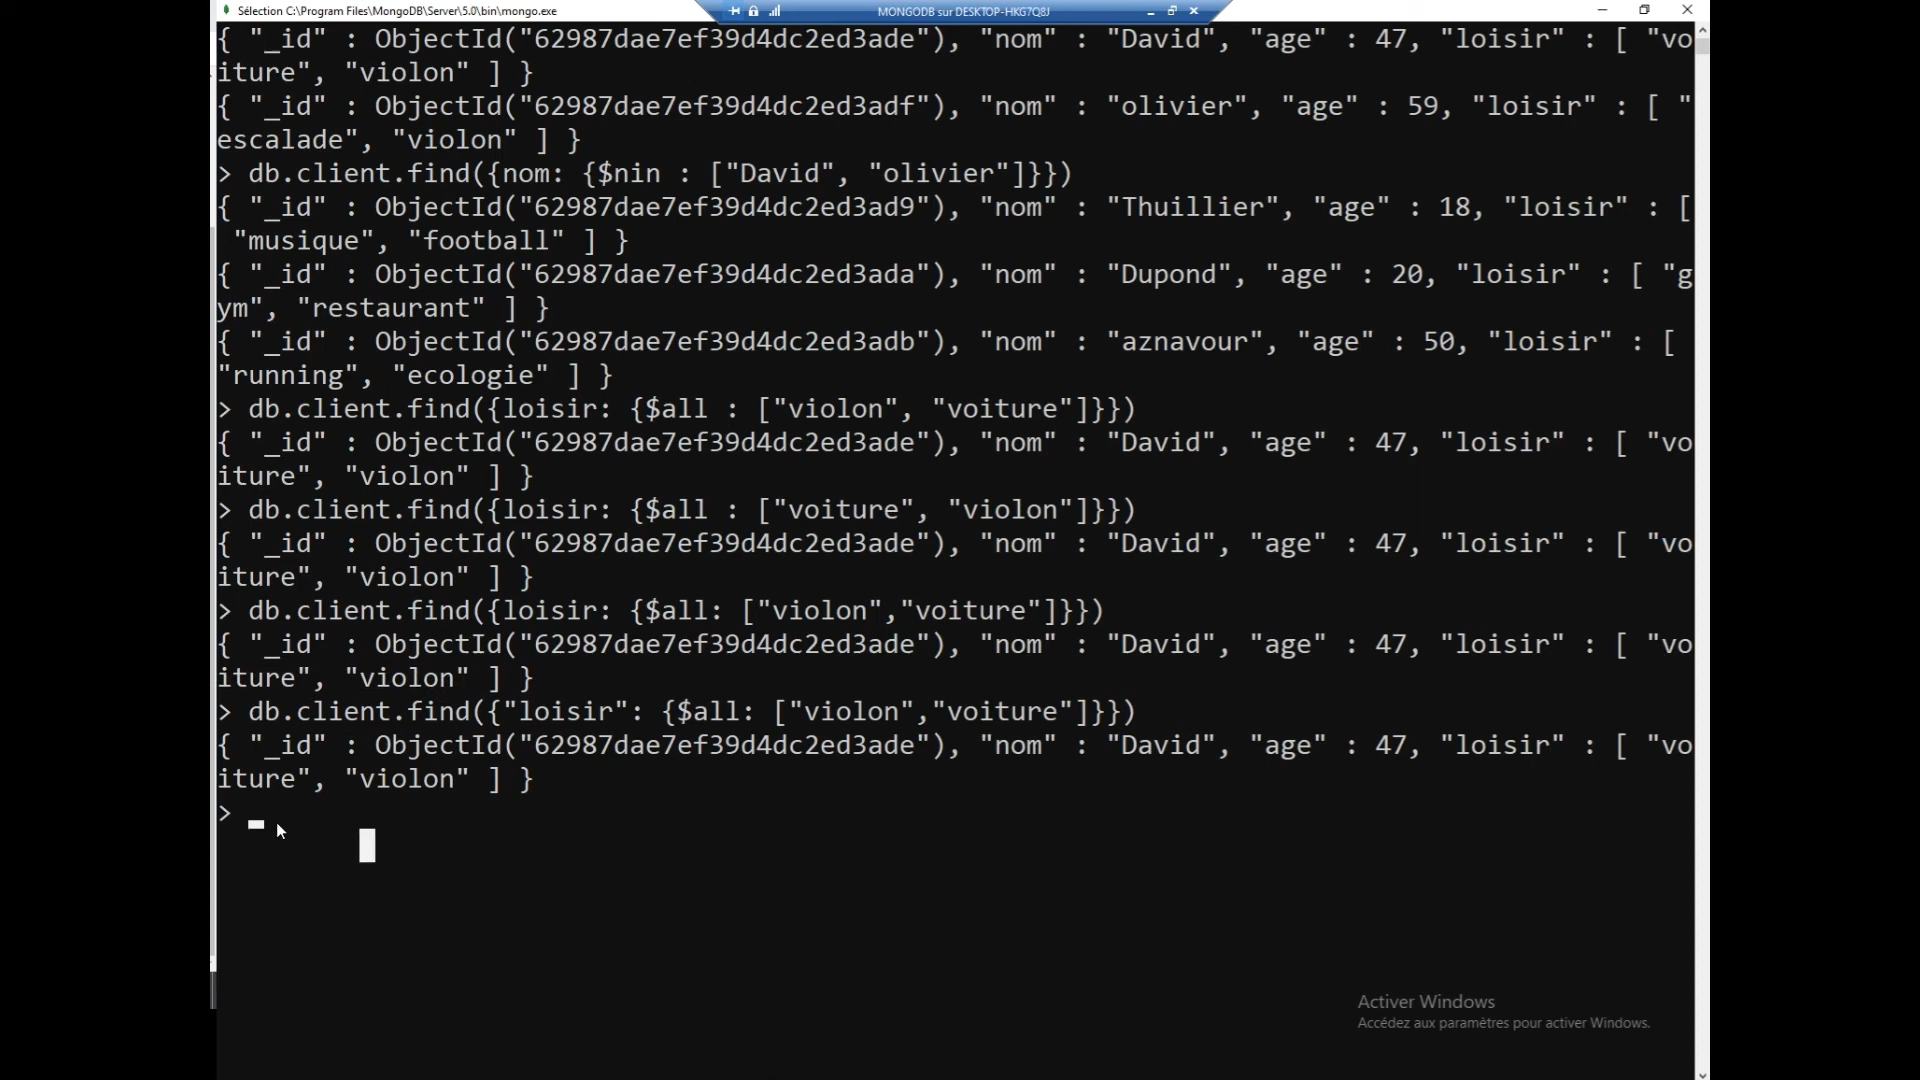 Sélection C:\Program Files\MongoDB\Server\5.0\bin\mongo.exe
MONGODB sur DESKTOP-HKG7Q8J
{ "_id" : ObjectId("62987dae7ef39d4dc2ed3ade"), "nom" : "David", "age" : 47, "loisir" : [ "vo
iture", "violon" ] }
{ "_id" : ObjectId("62987dae7ef39d4dc2ed3adf"), "nom" : "olivier", "age" : 59, "loisir" : [ "
escalade", "violon" ] }
> db.client.find({nom: {$nin : ["David", "olivier"]}})
{ "_id" : ObjectId("62987dae7ef39d4dc2ed3ad9"), "nom" : "Thuillier", "age" : 18, "loisir" : [
 "musique", "football" ] }
{ "_id" : ObjectId("62987dae7ef39d4dc2ed3ada"), "nom" : "Dupond", "age" : 20, "loisir" : [ "g
ym", "restaurant" ] }
{ "_id" : ObjectId("62987dae7ef39d4dc2ed3adb"), "nom" : "aznavour", "age" : 50, "loisir" : [
"running", "ecologie" ] }
> db.client.find({loisir: {$all : ["violon", "voiture"]}})
{ "_id" : ObjectId("62987dae7ef39d4dc2ed3ade"), "nom" : "David", "age" : 47, "loisir" : [ "vo
iture", "violon" ] }
> db.client.find({loisir: {$all : ["voiture", "violon"]}})
{ "_id" : ObjectId("62987dae7ef39d4dc2ed3ade"), "nom" : "David", "age" : 47, "loisir" : [ "vo
iture", "violon" ] }
> db.client.find({loisir: {$all: ["violon","voiture"]}})
{ "_id" : ObjectId("62987dae7ef39d4dc2ed3ade"), "nom" : "David", "age" : 47, "loisir" : [ "vo
iture", "violon" ] }
> db.client.find({"loisir": {$all: ["violon","voiture"]}})
{ "_id" : ObjectId("62987dae7ef39d4dc2ed3ade"), "nom" : "David", "age" : 47, "loisir" : [ "vo
iture", "violon" ] }
>
Activer Windows
Accédez aux paramètres pour activer Windows.